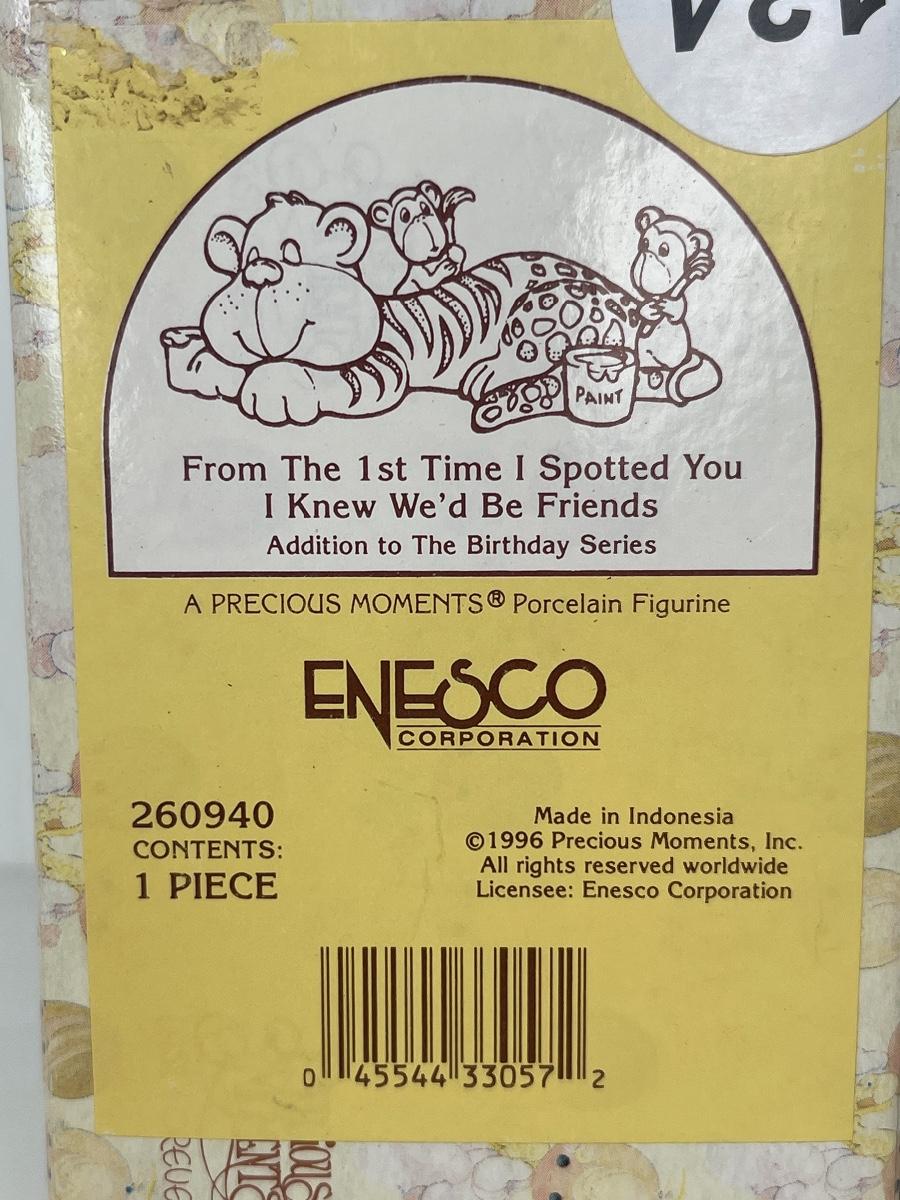 PAINT
From The 1st Time I Spotted You
I Knew We'd Be Friends
Addition to The Birthday Series
A PRECIOUS MOMENTS® Porcelain Figurine
ENESCO
CORPORATION
260940
CONTENTS:
1 PIECE
Made in Indonesia
©1996 Precious Moments, Inc.
All rights reserved worldwide
Licensee: Enesco Corporation
0 45544 33057 2